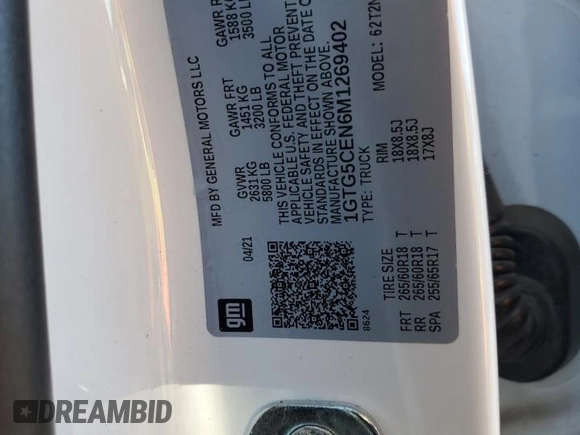 MFD BY GENERAL MOTORS LLC
04/21
GVWR
2631 KG
5800 LB
GAWR FRT
1451 KG
3200 LB
GAWR RR
1588 KG
3500 LB
THIS VEHICLE CONFORMS TO ALL
APPLICABLE U.S. FEDERAL MOTOR
VEHICLE SAFETY AND THEFT PREVENT
STANDARDS IN EFFECT ON THE DATE
MANUFACTURE SHOWN ABOVE.
1GTG5CEN6M1269402
TYPE: TRUCK
MODEL: 62T2N
gm
8624
TIRE SIZE
RIM
FRT 265/60R18 T 18X8.5J
RR 265/60R18 T 18X8.5J
SPA 255/65R17 T 17X8J
DREAMBID